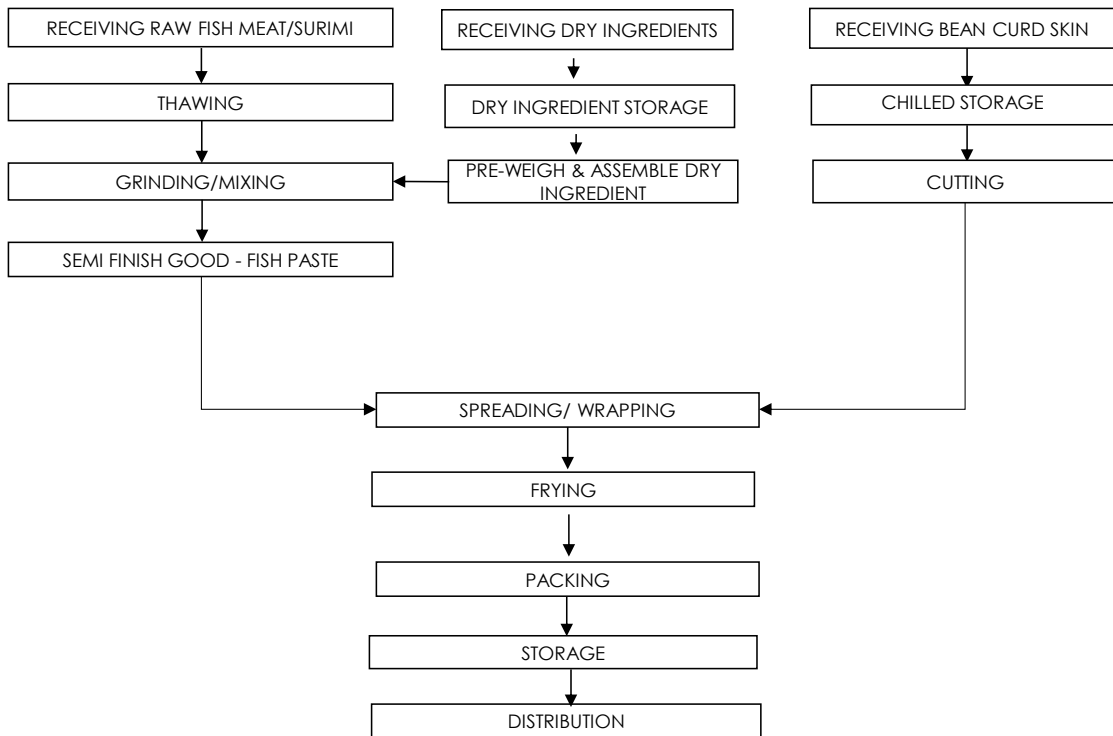 RECEIVING RAW FISH MEAT/SURIMI
RECEIVING DRY INGREDIENTS
RECEIVING BEAN CURD SKIN
THAWING
DRY INGREDIENT STORAGE
CHILLED STORAGE
GRINDING/MIXING
PRE-WEIGH & ASSEMBLE DRY
INGREDIENT
CUTTING
SEMI FINISH GOOD - FISH PASTE
SPREADING/ WRAPPING
FRYING
PACKING
STORAGE
DISTRIBUTION